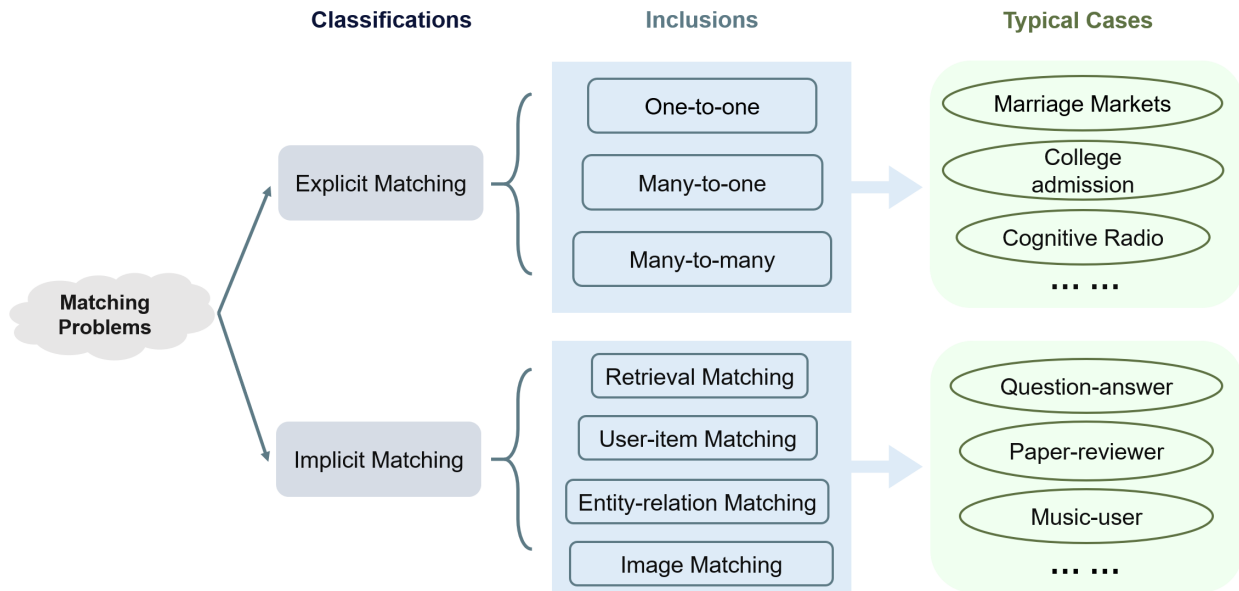 Classifications
Inclusions
Typical Cases
Matching
Problems
Explicit Matching
One-to-one
Many-to-one
Many-to-many
Marriage Markets
College
admission
Cognitive Radio
... ...
Implicit Matching
Retrieval Matching
User-item Matching
Entity-relation Matching
Image Matching
Question-answer
Paper-reviewer
Music-user
... ...